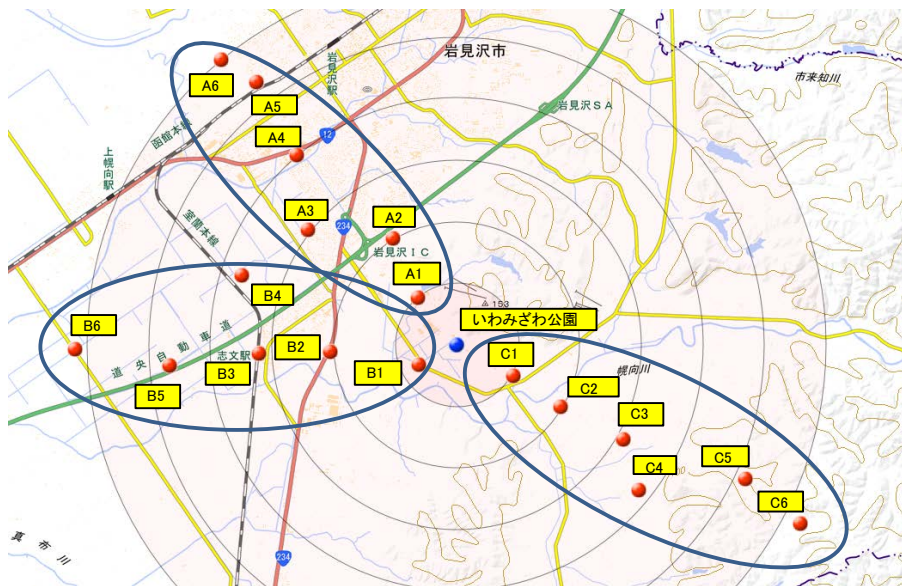 岩見沢市
市来知川
A6
岩見沢駅
A5
岩見沢SA
函館本線
A4
12
上幌向駅
室蘭本線
A3
234
A2
岩見沢IC
A1
153
B4
いわみざわ公園
B6
道央自動車道
志文駅
B2
B3
B5
B1
C1
幌向川
C2
C3
C4
C5
C6
真布川
234